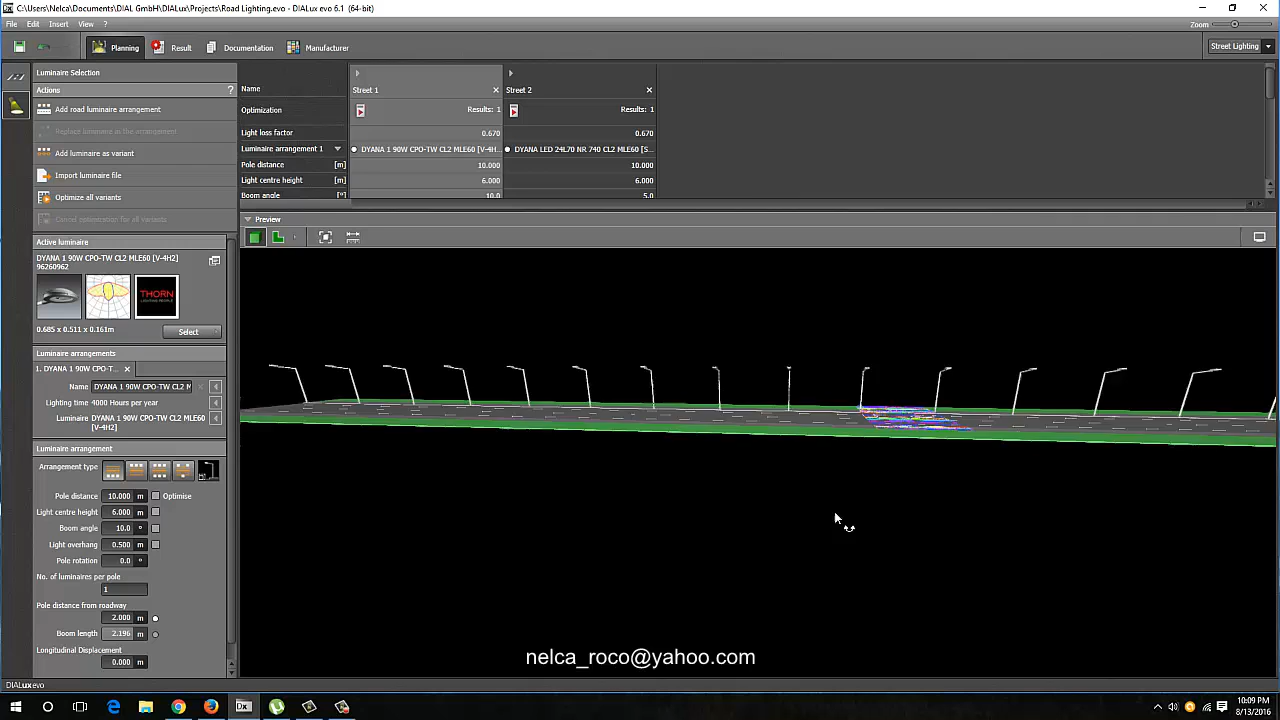 C:\Users\Nelca\Documents\DIAL GmbH\DIALux\Projects\Road Lighting.evo - DIALux evo 6.1 (64-bit)
File Edit Insert View ?
Zoom
Planning Result Documentation Manufacturer
Street Lighting
Luminaire Selection
Actions ?
Add road luminaire arrangement
Replace luminaire in the arrangement
Add luminaire as variant
Import luminaire file
Optimize all variants
Cancel optimization for all variants
Name Street 1 Street 2
Optimization Results: 1 Results: 1
Light loss factor 0.670 0.670
Luminaire arrangement 1 DYANA 1 90W CPO-TW CL2 MLE60 [V-4H... DYANA LED 24L70 NR 740 CL2 MLE60 [S...
Pole distance [m] 10.000 10.000
Light centre height [m] 6.000 6.000
Boom angle [°] 10.0 5.0
Preview
Active luminaire
DYANA 1 90W CPO-TW CL2 MLE60 [V-4H2]
96260962
THORN
LIGHTING PEOPLE
0.685 x 0.511 x 0.161m
Select
Luminaire arrangements
1. DYANA 1 90W CPO-T...
Name DYANA 1 90W CPO-TW CL2 M
Lighting time 4000 Hours per year
Luminaire DYANA 1 90W CPO-TW CL2 MLE60
[V-4H2]
Luminaire arrangement
Arrangement type
Pole distance 10.000 m Optimise
Light centre height 6.000 m
Boom angle 10.0 °
Light overhang 0.500 m
Pole rotation 0.0 °
No. of luminaires per pole
1
Pole distance from roadway
2.000 m
Boom length 2.196 m
Longitudinal Displacement
0.000 m
nelca_roco@yahoo.com
DIALux evo
Dx
10:09 PM
8/13/2016